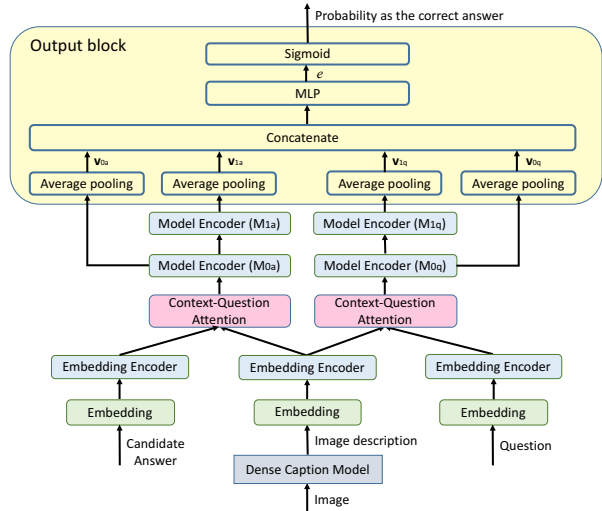 Probability as the correct answer
Output block
Sigmoid
e
MLP
Concatenate
v0a
v1a
v1q
v0q
Average pooling
Average pooling
Average pooling
Average pooling
Model Encoder (M1a)
Model Encoder (M1q)
Model Encoder (M0a)
Model Encoder (M0q)
Context-Question
Attention
Context-Question
Attention
Embedding Encoder
Embedding Encoder
Embedding Encoder
Embedding
Embedding
Embedding
Candidate
Answer
Image description
Question
Dense Caption Model
Image